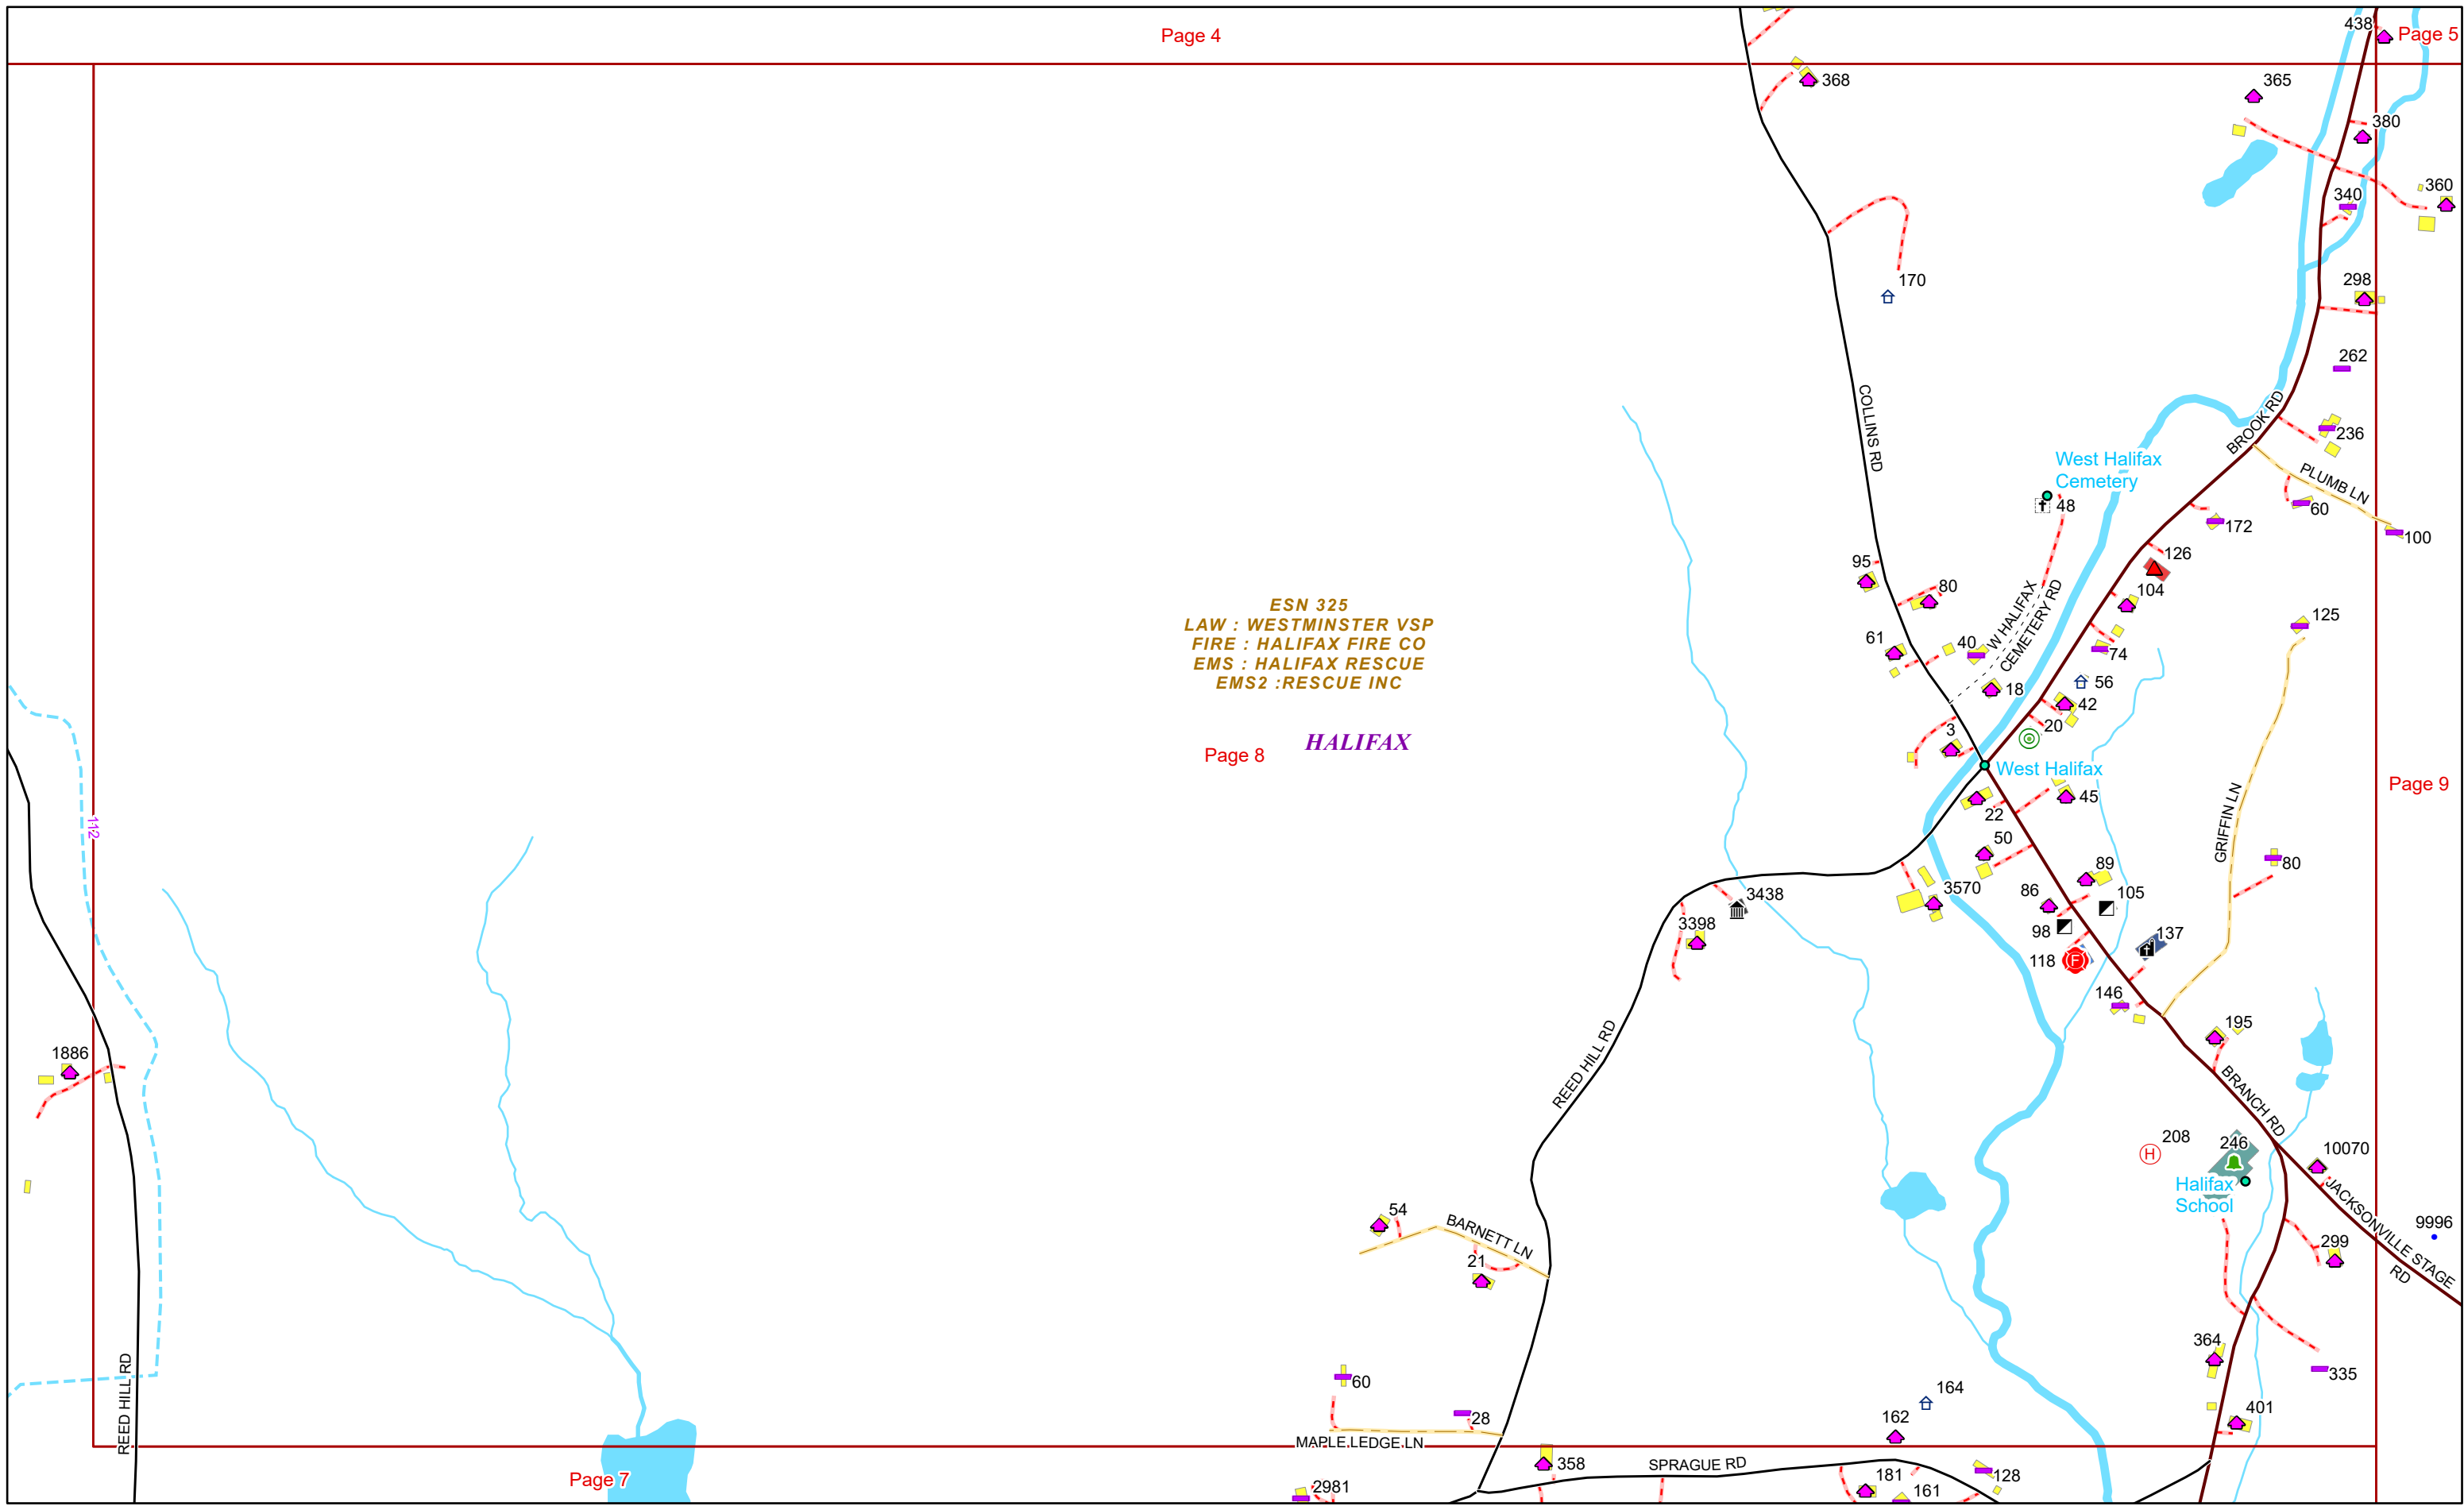 Page 4
438
Page 5
368
365
380
360
340
170
298
262
COLLINS RD
BROOK RD
236
West Halifax
Cemetery
48
PLUMB LN
60
172
100
126
95
80
104
ESN 325
LAW : WESTMINSTER VSP
FIRE : HALIFAX FIRE CO
EMS : HALIFAX RESCUE
EMS2 :RESCUE INC
125
61
40
W HALIFAX
CEMETERY RD
74
18
56
42
20
3
HALIFAX
Page 8
West Halifax
Page 9
45
22
112
GRIFFIN LN
50
89
80
86
105
3570
3438
3398
98
137
118
146
195
1886
REED HILL RD
BRANCH RD
208
246
10070
Halifax
School
JACKSONVILLE STAGE
RD
9996
54
BARNETT LN
21
299
364
335
REED HILL RD
60
28
164
162
401
MAPLE LEDGE LN
358
SPRAGUE RD
Page 7
2981
181
161
128